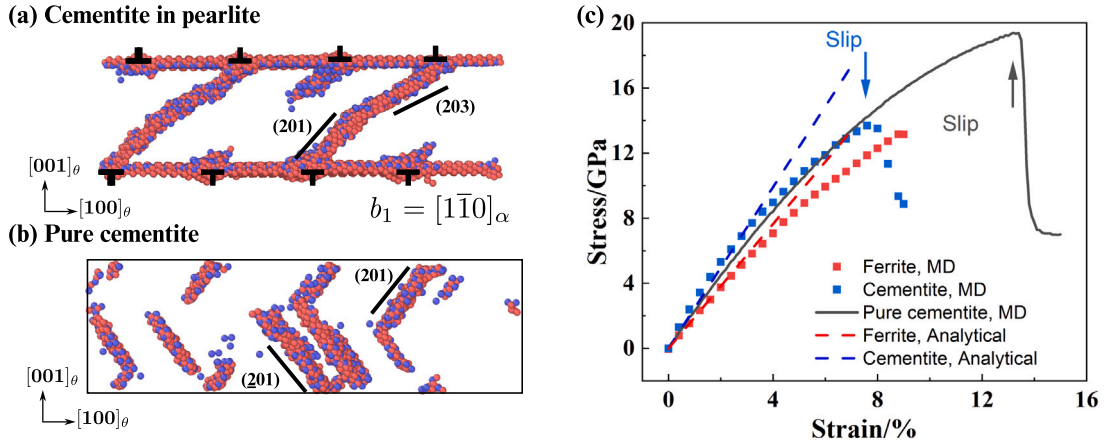 (a) Cementite in pearlite
(203)
(201)
[001]θ
[100]θ
b₁ = [11̅0]α
(b) Pure cementite
(201)
(2̲01)
[001]θ
[100]θ
(c)
20
16
12
8
4
0
Stress/GPa
Slip
Slip
Ferrite, MD
Cementite, MD
Pure cementite, MD
Ferrite, Analytical
Cementite, Analytical
0 4 8 12 16
Strain/%